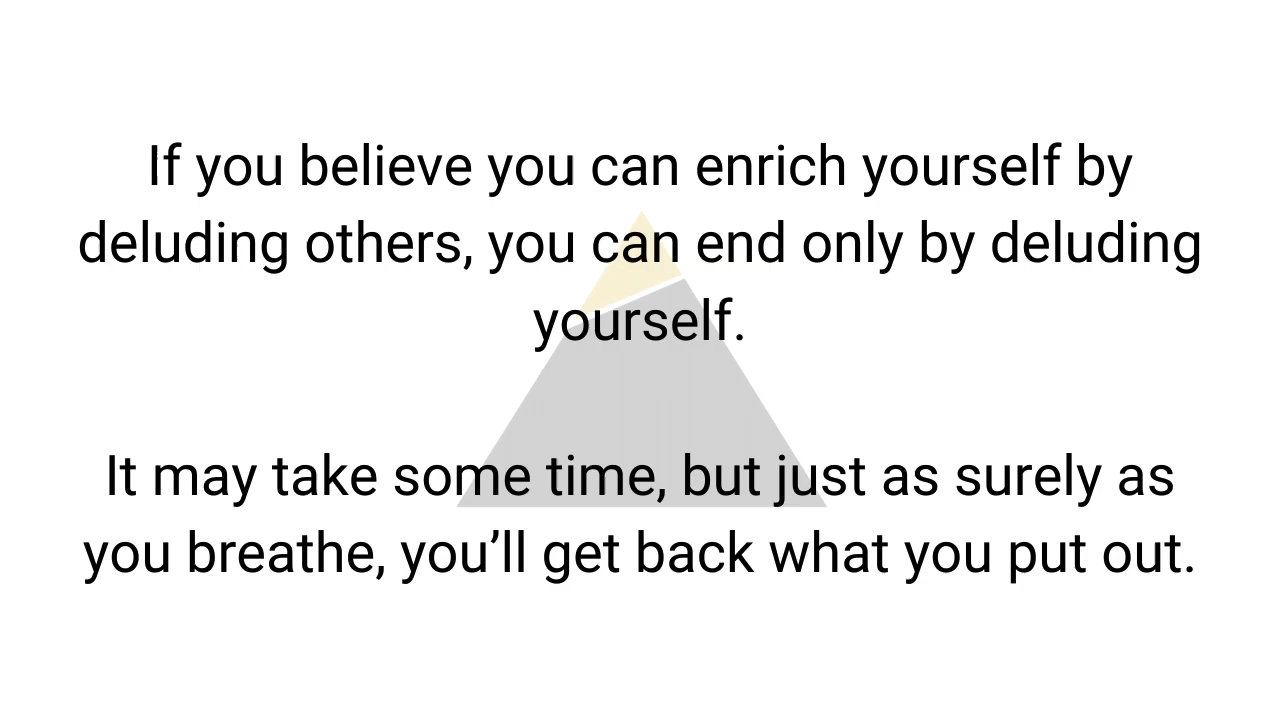 If you believe you can enrich yourself by
deluding others, you can end only by deluding
yourself.
It may take some time, but just as surely as
you breathe, you’ll get back what you put out.